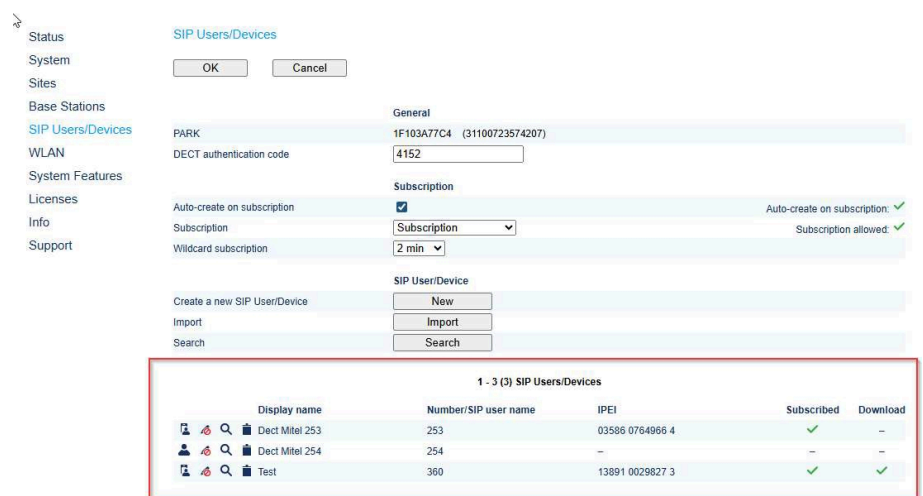 Status
System
Sites
Base Stations
SIP Users/Devices
WLAN
System Features
Licenses
Info
Support
SIP Users/Devices
OK Cancel
General
PARK 1F103A77C4 (31100723574207)
DECT authentication code 4152
Subscription
Auto-create on subscription Auto-create on subscription:
Subscription Subscription Subscription allowed:
Wildcard subscription 2 min
SIP User/Device
Create a new SIP User/Device New
Import Import
Search Search
1 - 3 (3) SIP Users/Devices
Display name Number/SIP user name IPEI Subscribed Download
Dect Mitel 253 253 03586 0764966 4 –
Dect Mitel 254 254 – – –
Test 360 13891 0029827 3